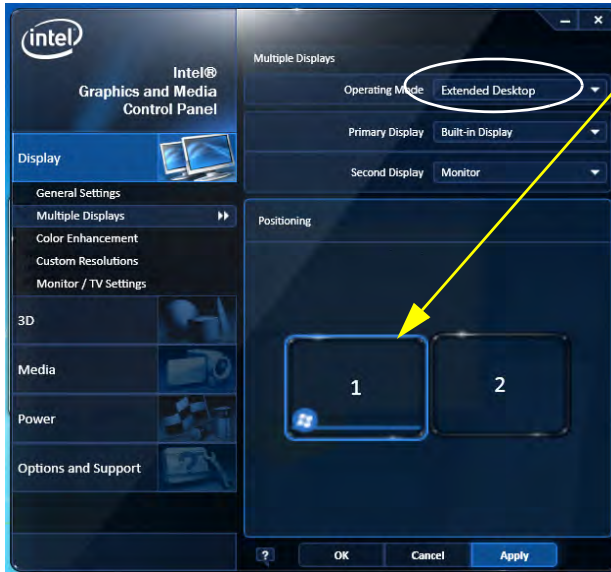 intel
Intel®
Graphics and Media
Control Panel
Display
General Settings
Multiple Displays
Color Enhancement
Custom Resolutions
Monitor / TV Settings
3D
Media
Power
Options and Support
Multiple Displays
Operating Mode Extended Desktop
Primary Display Built-in Display
Second Display Monitor
Positioning
1 2
? OK Cancel Apply